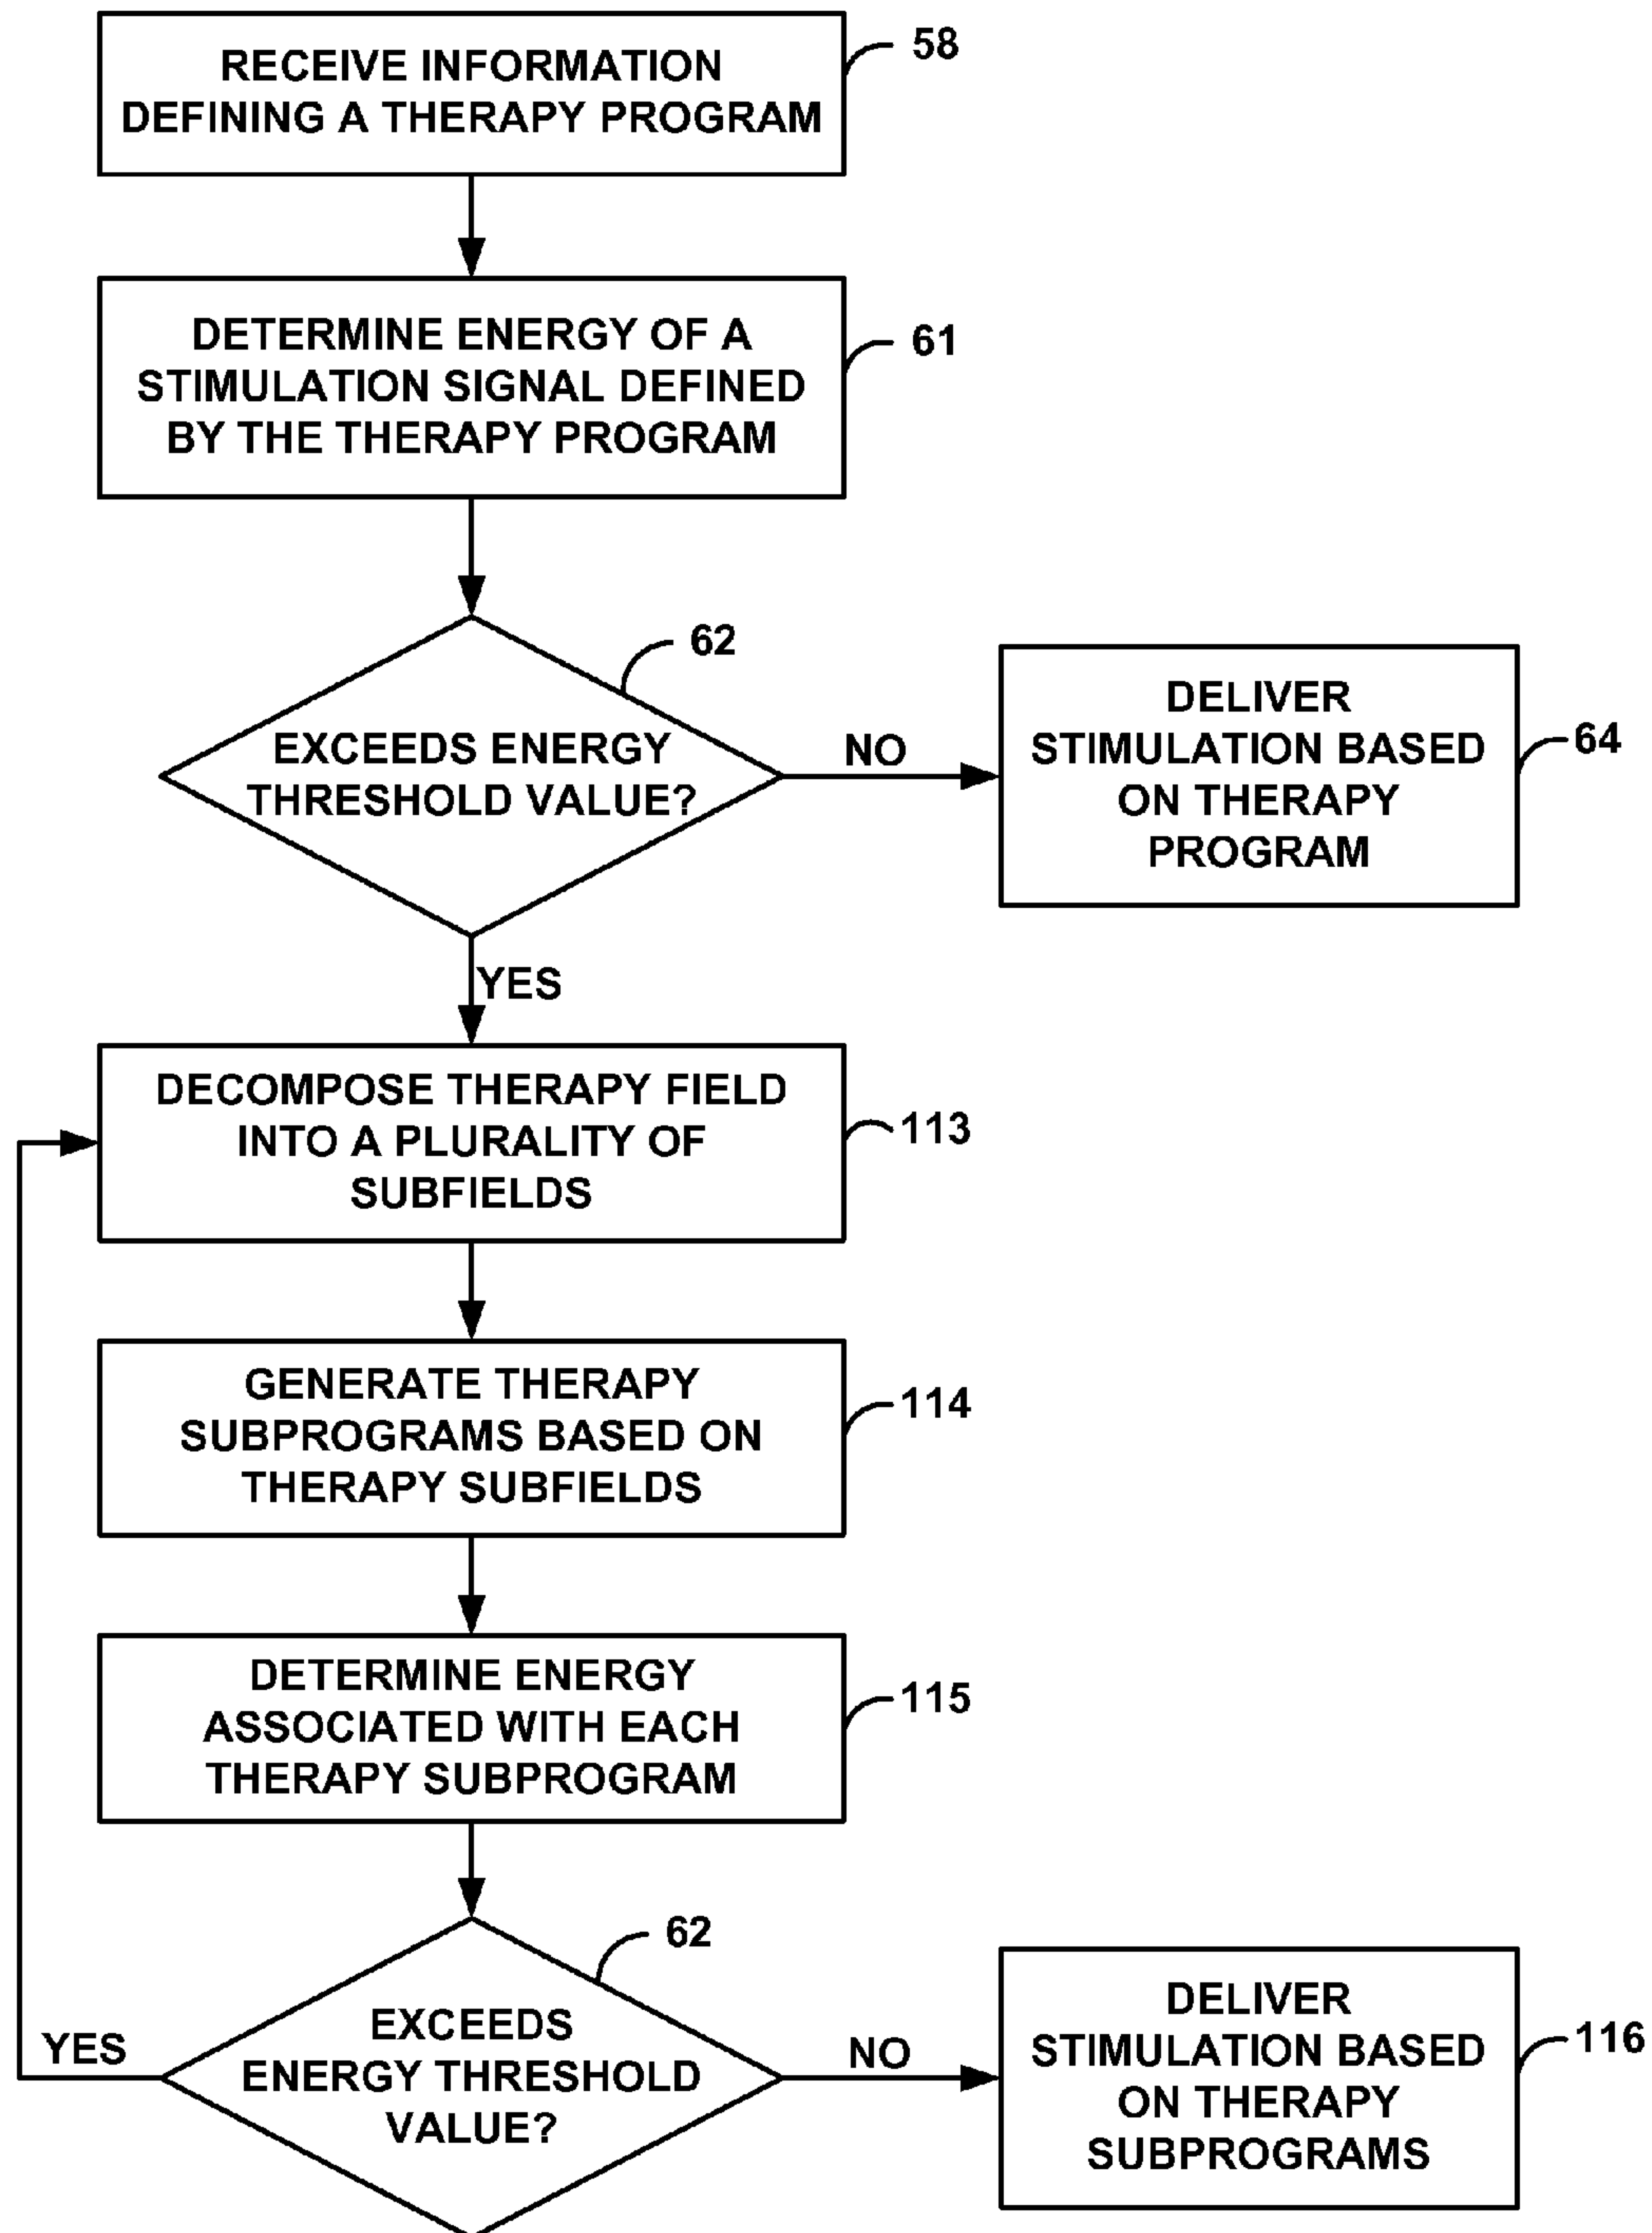 RECEIVE INFORMATION
DEFINING A THERAPY PROGRAM
58
DETERMINE ENERGY OF A
STIMULATION SIGNAL DEFINED
BY THE THERAPY PROGRAM
61
62
EXCEEDS ENERGY
THRESHOLD VALUE?
NO
DELIVER
STIMULATION BASED
ON THERAPY
PROGRAM
64
YES
DECOMPOSE THERAPY FIELD
INTO A PLURALITY OF
SUBFIELDS
113
GENERATE THERAPY
SUBPROGRAMS BASED ON
THERAPY SUBFIELDS
114
DETERMINE ENERGY
ASSOCIATED WITH EACH
THERAPY SUBPROGRAM
115
62
YES
EXCEEDS
ENERGY THRESHOLD
VALUE?
NO
DELIVER
STIMULATION BASED
ON THERAPY
SUBPROGRAMS
116